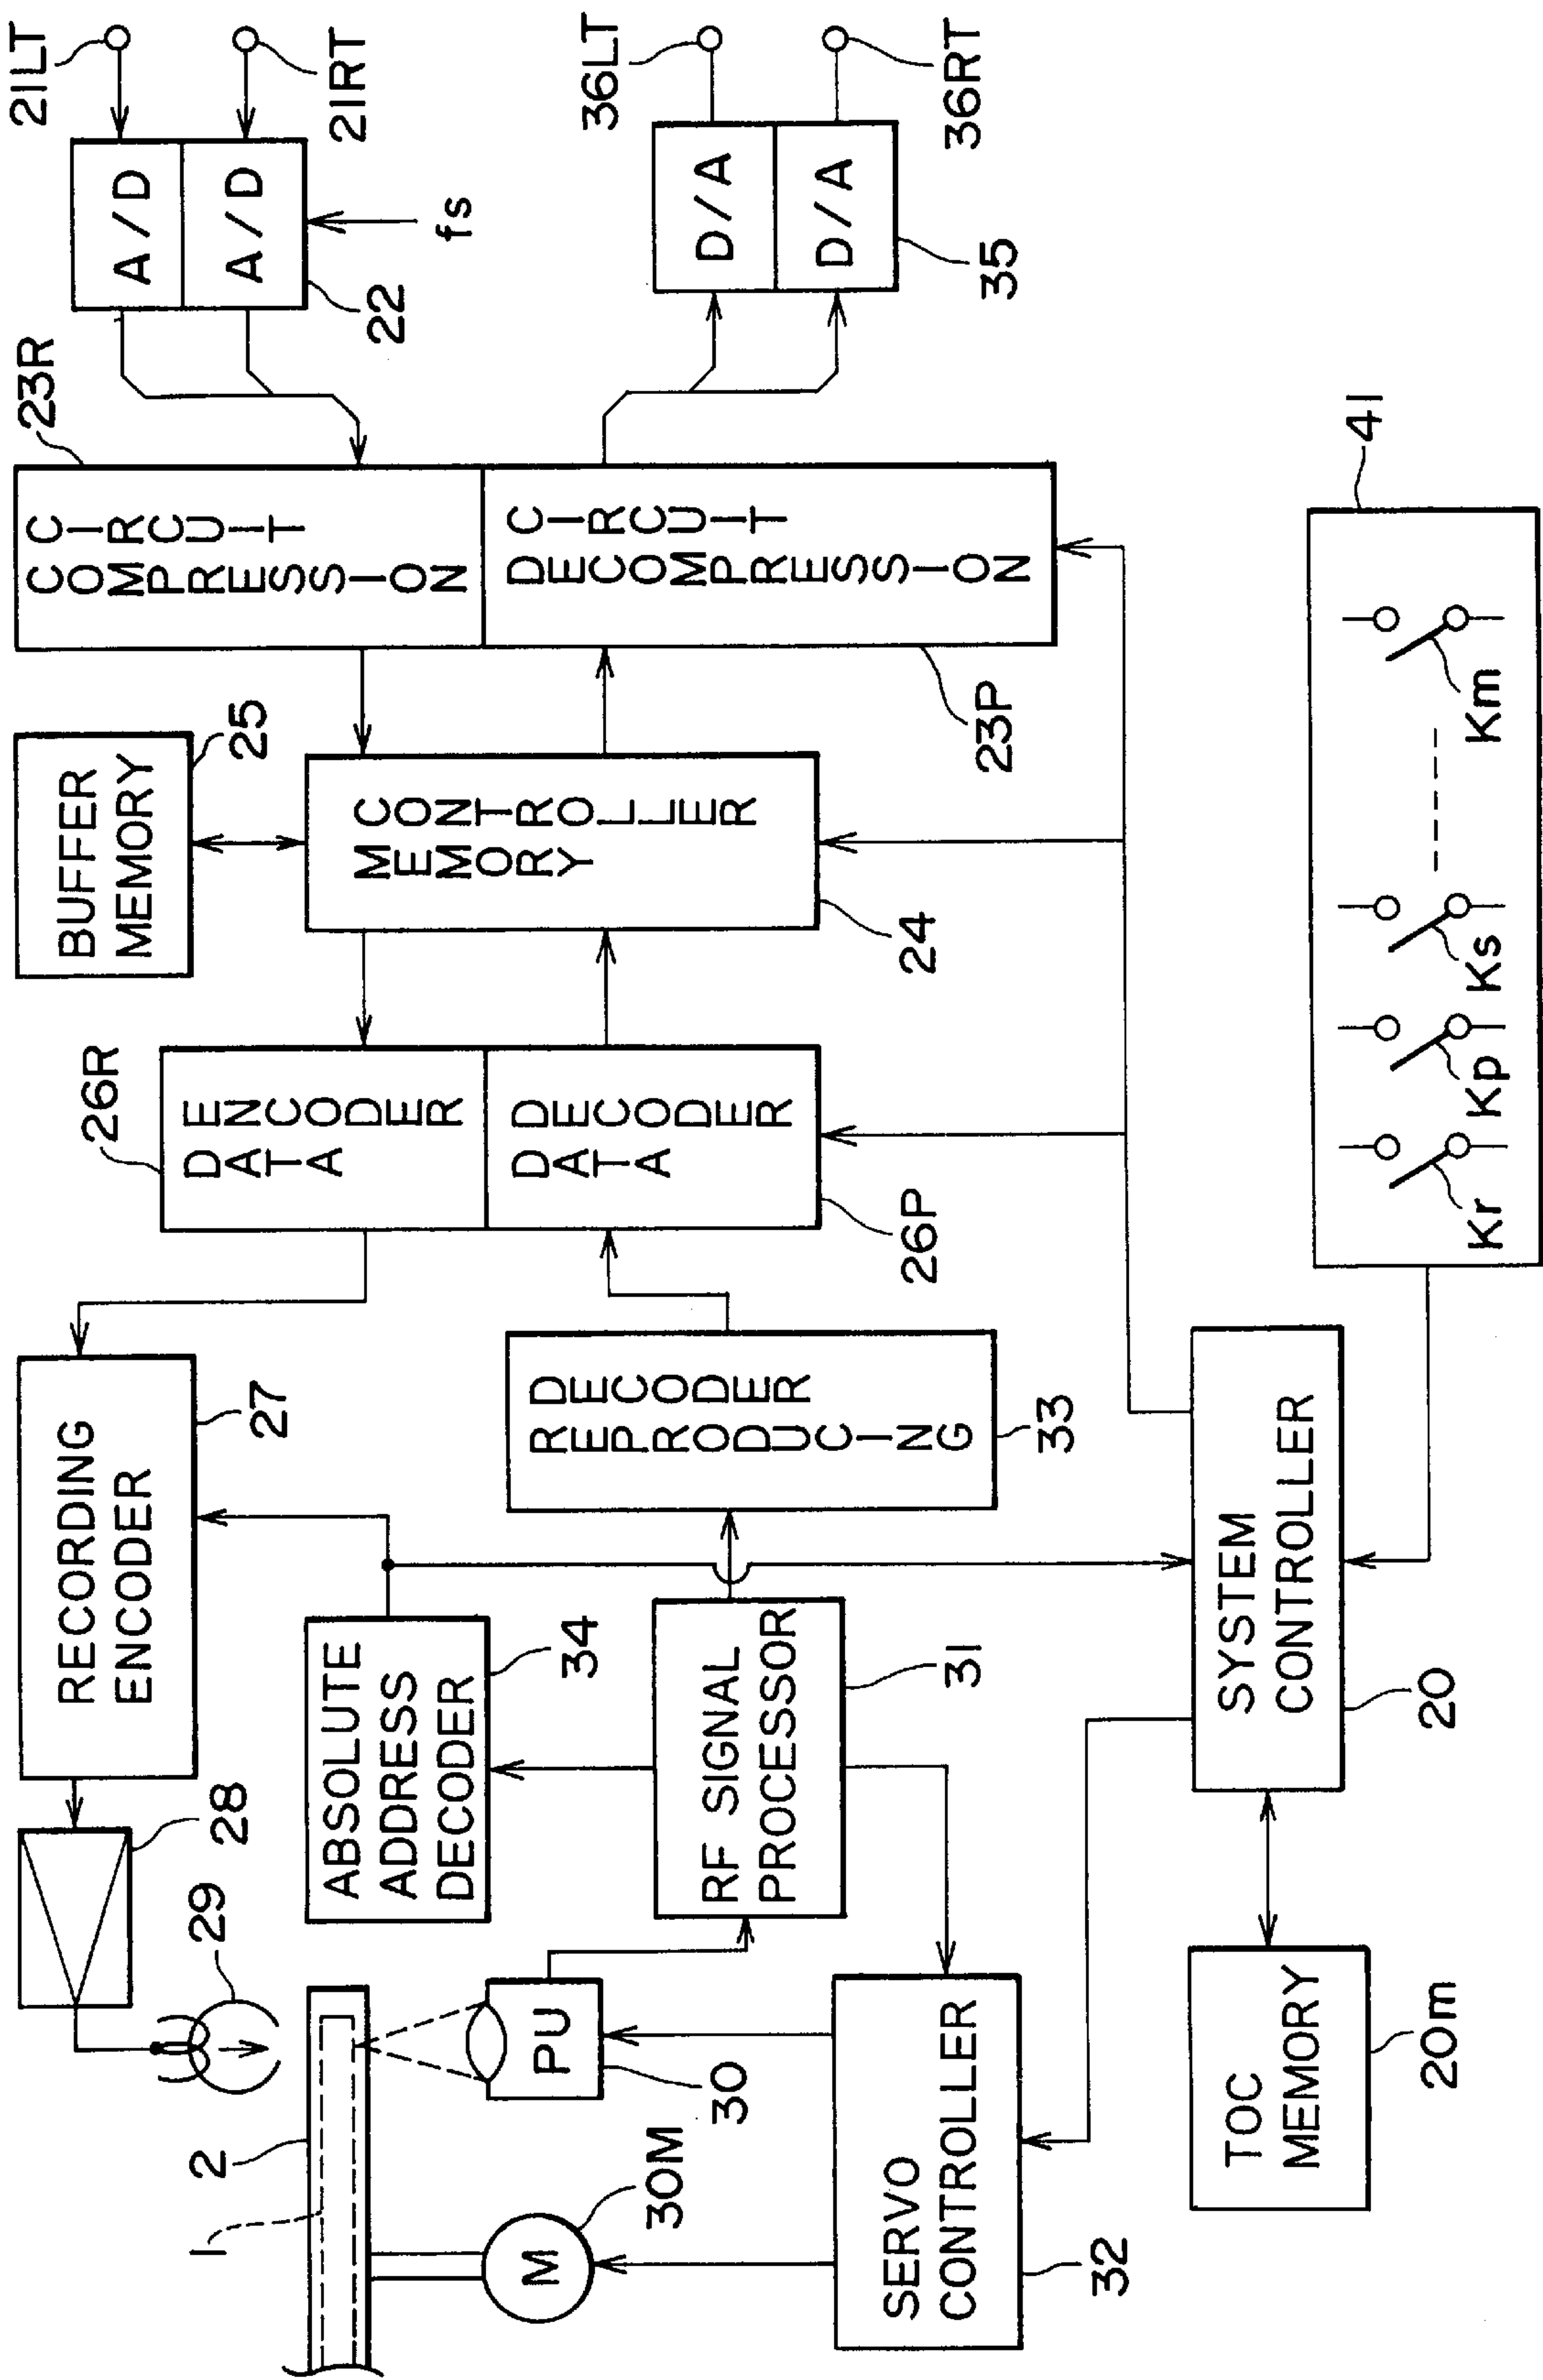 1
2
29
28
RECORDING
ENCODER
27
26R
DATA
ENCODER
DATA
DECODER
26P
BUFFER
MEMORY
25
MEMORY
CONTROLLER
24
23R
COMPRESSION
CIRCUIT
DECOMPRESSION
CIRCUIT
23P
A/D
A/D
22
fs
21LT
21RT
D/A
D/A
35
36LT
36RT
ABSOLUTE
ADDRESS
DECODER
34
M
30M
PU
30
RF SIGNAL
PROCESSOR
31
REPRODUCING
DECODER
33
SERVO
CONTROLLER
32
TOC
MEMORY
20m
SYSTEM
CONTROLLER
20
Kr
Kp
Ks
Km
41